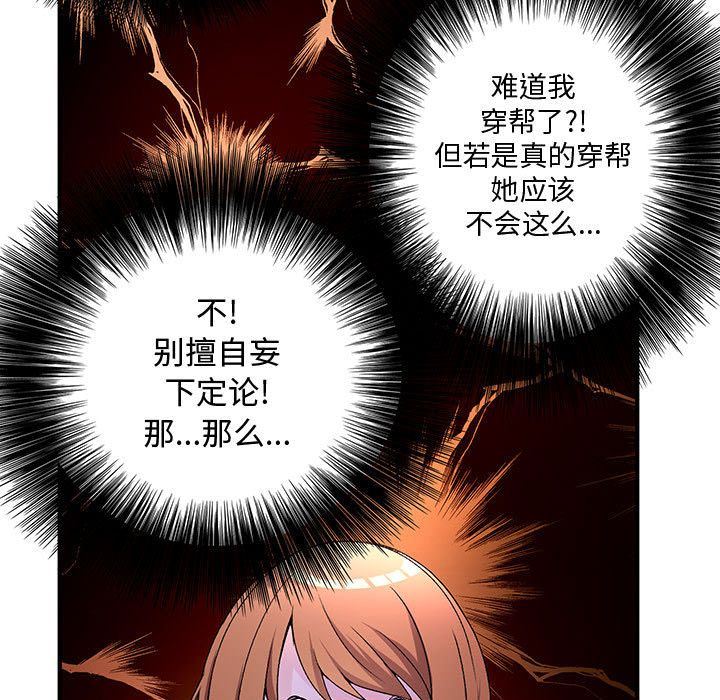 难道我
穿帮了?!
但若是真的穿帮
她应该
不会这么...
不!
别擅自妄
下定论!
那...那么...